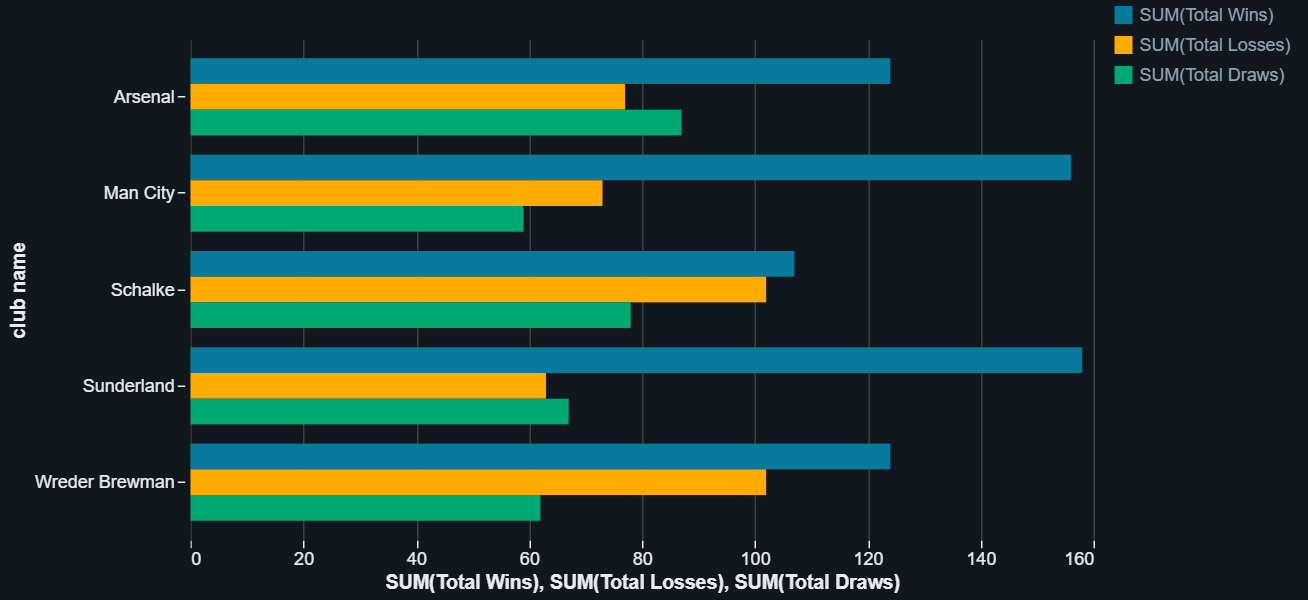 SUM(Total Wins)
SUM(Total Losses)
SUM(Total Draws)
Arsenal
Man City
Schalke
Sunderland
Wreder Brewman
club name
0 20 40 60 80 100 120 140 160
SUM(Total Wins), SUM(Total Losses), SUM(Total Draws)